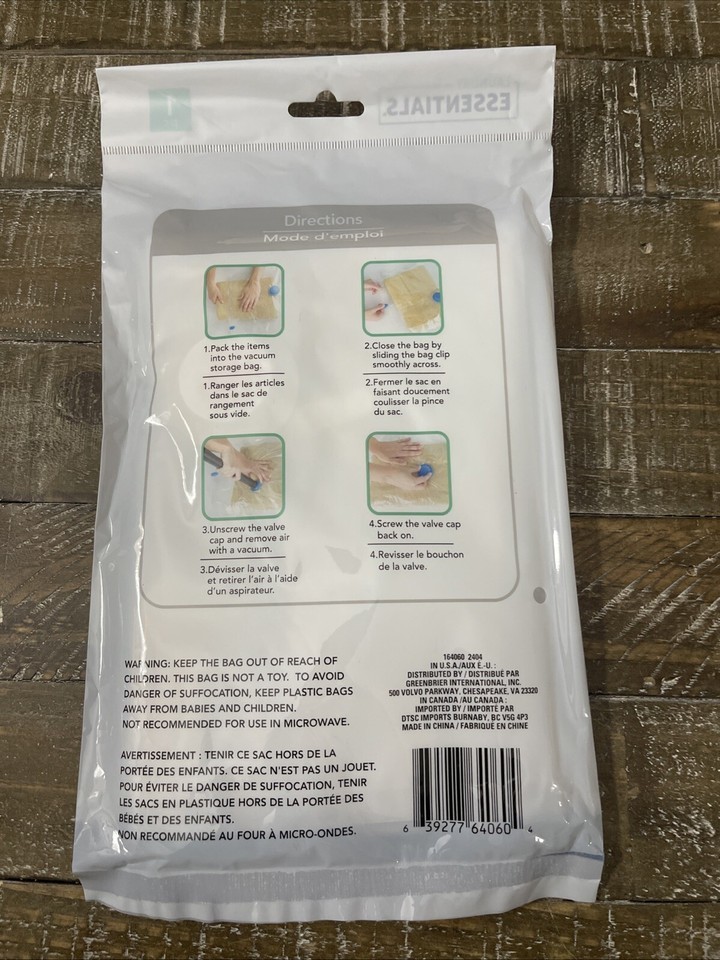 ESSENTIALS
Directions
Mode d'emploi
1.Pack the items
into the vacuum
storage bag.
1.Ranger les articles
dans le sac de
rangement
sous vide.
2.Close the bag by
sliding the bag clip
smoothly across.
2.Fermer le sac en
faisant doucement
coulisser la pince
du sac.
3.Unscrew the valve
cap and remove air
with a vacuum.
3.Dévisser la valve
et retirer l'air à l'aide
d'un aspirateur.
4.Screw the valve cap
back on.
4.Revisser le bouchon
de la valve.
WARNING: KEEP THE BAG OUT OF REACH OF
CHILDREN. THIS BAG IS NOT A TOY. TO AVOID
DANGER OF SUFFOCATION, KEEP PLASTIC BAGS
AWAY FROM BABIES AND CHILDREN.
NOT RECOMMENDED FOR USE IN MICROWAVE.
AVERTISSEMENT : TENIR CE SAC HORS DE LA
PORTÉE DES ENFANTS. CE SAC N'EST PAS UN JOUET.
POUR ÉVITER LE DANGER DE SUFFOCATION, TENIR
LES SACS EN PLASTIQUE HORS DE LA PORTÉE DES
BÉBÉS ET DES ENFANTS.
NON RECOMMANDÉ AU FOUR À MICRO-ONDES.
164060 2404
IN U.S.A./AUX É.-U. :
DISTRIBUTED BY / DISTRIBUÉ PAR
GREENBRIER INTERNATIONAL, INC.
500 VOLVO PARKWAY, CHESAPEAKE, VA 23320
IN CANADA /AU CANADA :
IMPORTED BY / IMPORTÉ PAR
DTSC IMPORTS BURNABY, BC V5G 4P3
MADE IN CHINA / FABRIQUÉ EN CHINE
6 39277 64060 4